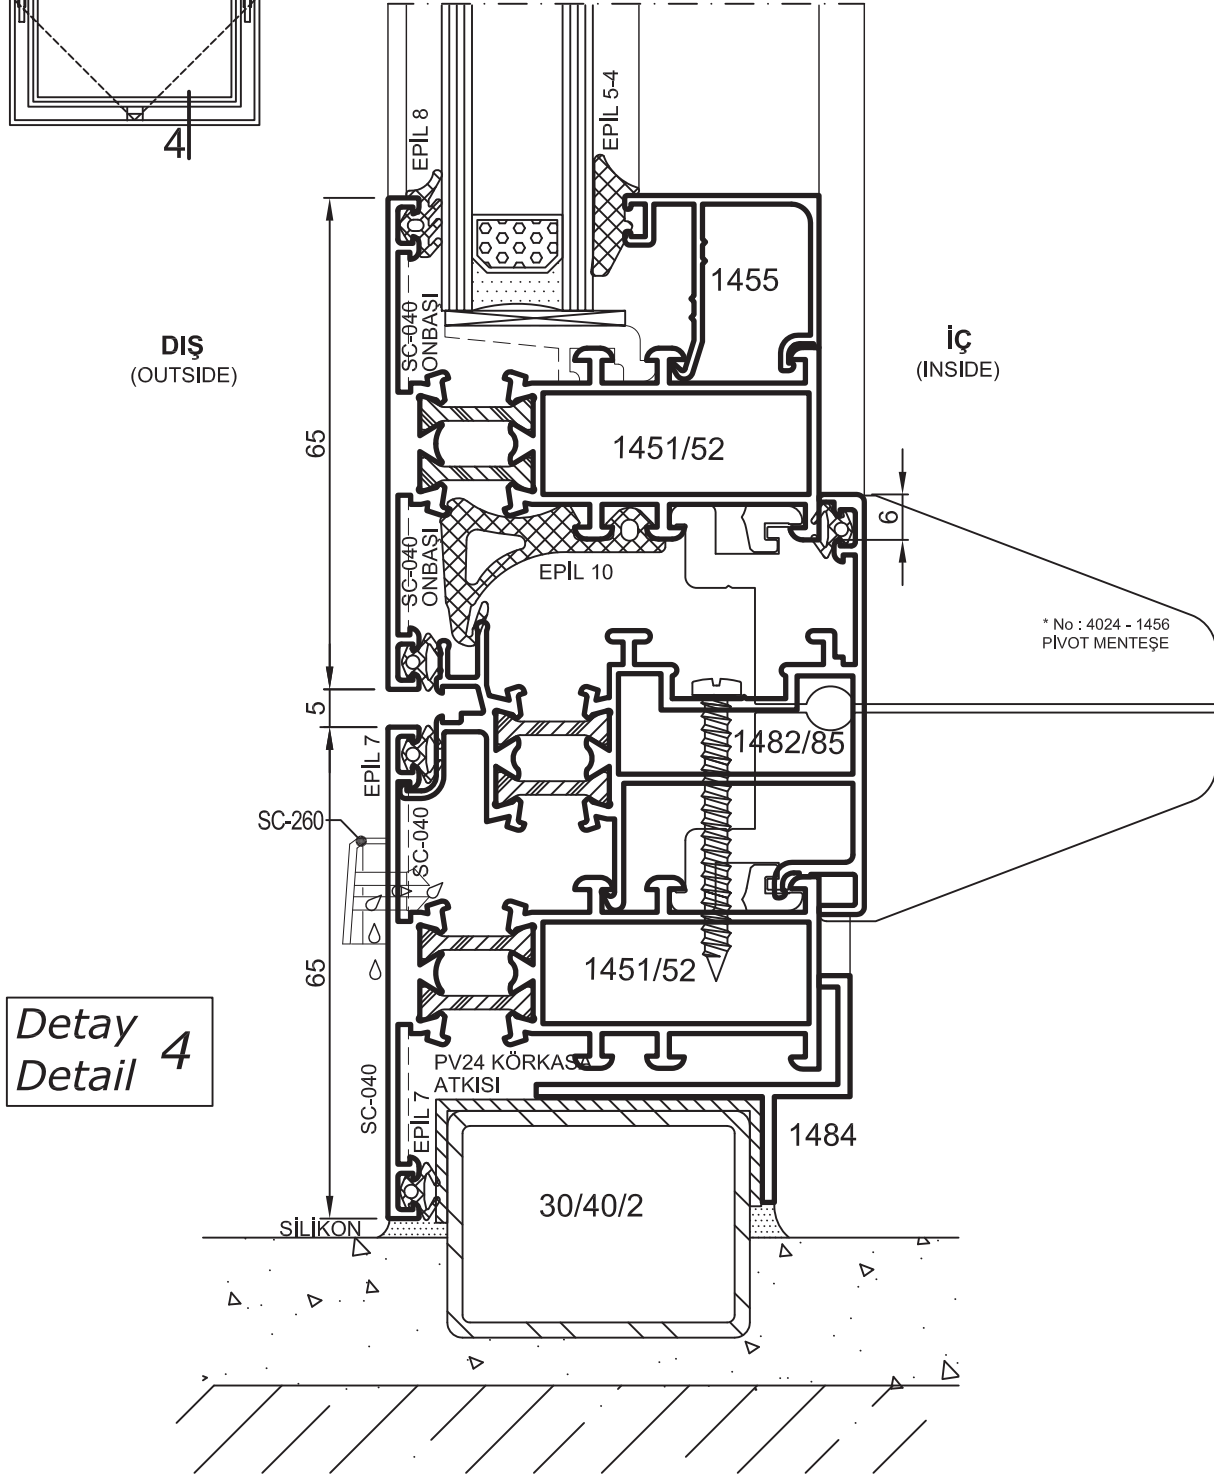 4
EPİL 8
EPİL 5-4
1455
SC-040
ONBAŞI
DIŞ
(OUTSIDE)
İÇ
(INSIDE)
65
1451/52
6
SC-040
ONBAŞI
EPİL 10
* No : 4024 - 1456
PİVOT MENTEŞE
5
EPİL 7
1482/85
SC-260
SC-040
65
1451/52
Detay
Detail 4
PV24 KÖRKASA
ATKISI
SC-040
EPİL 7
1484
30/40/2
SİLİKON